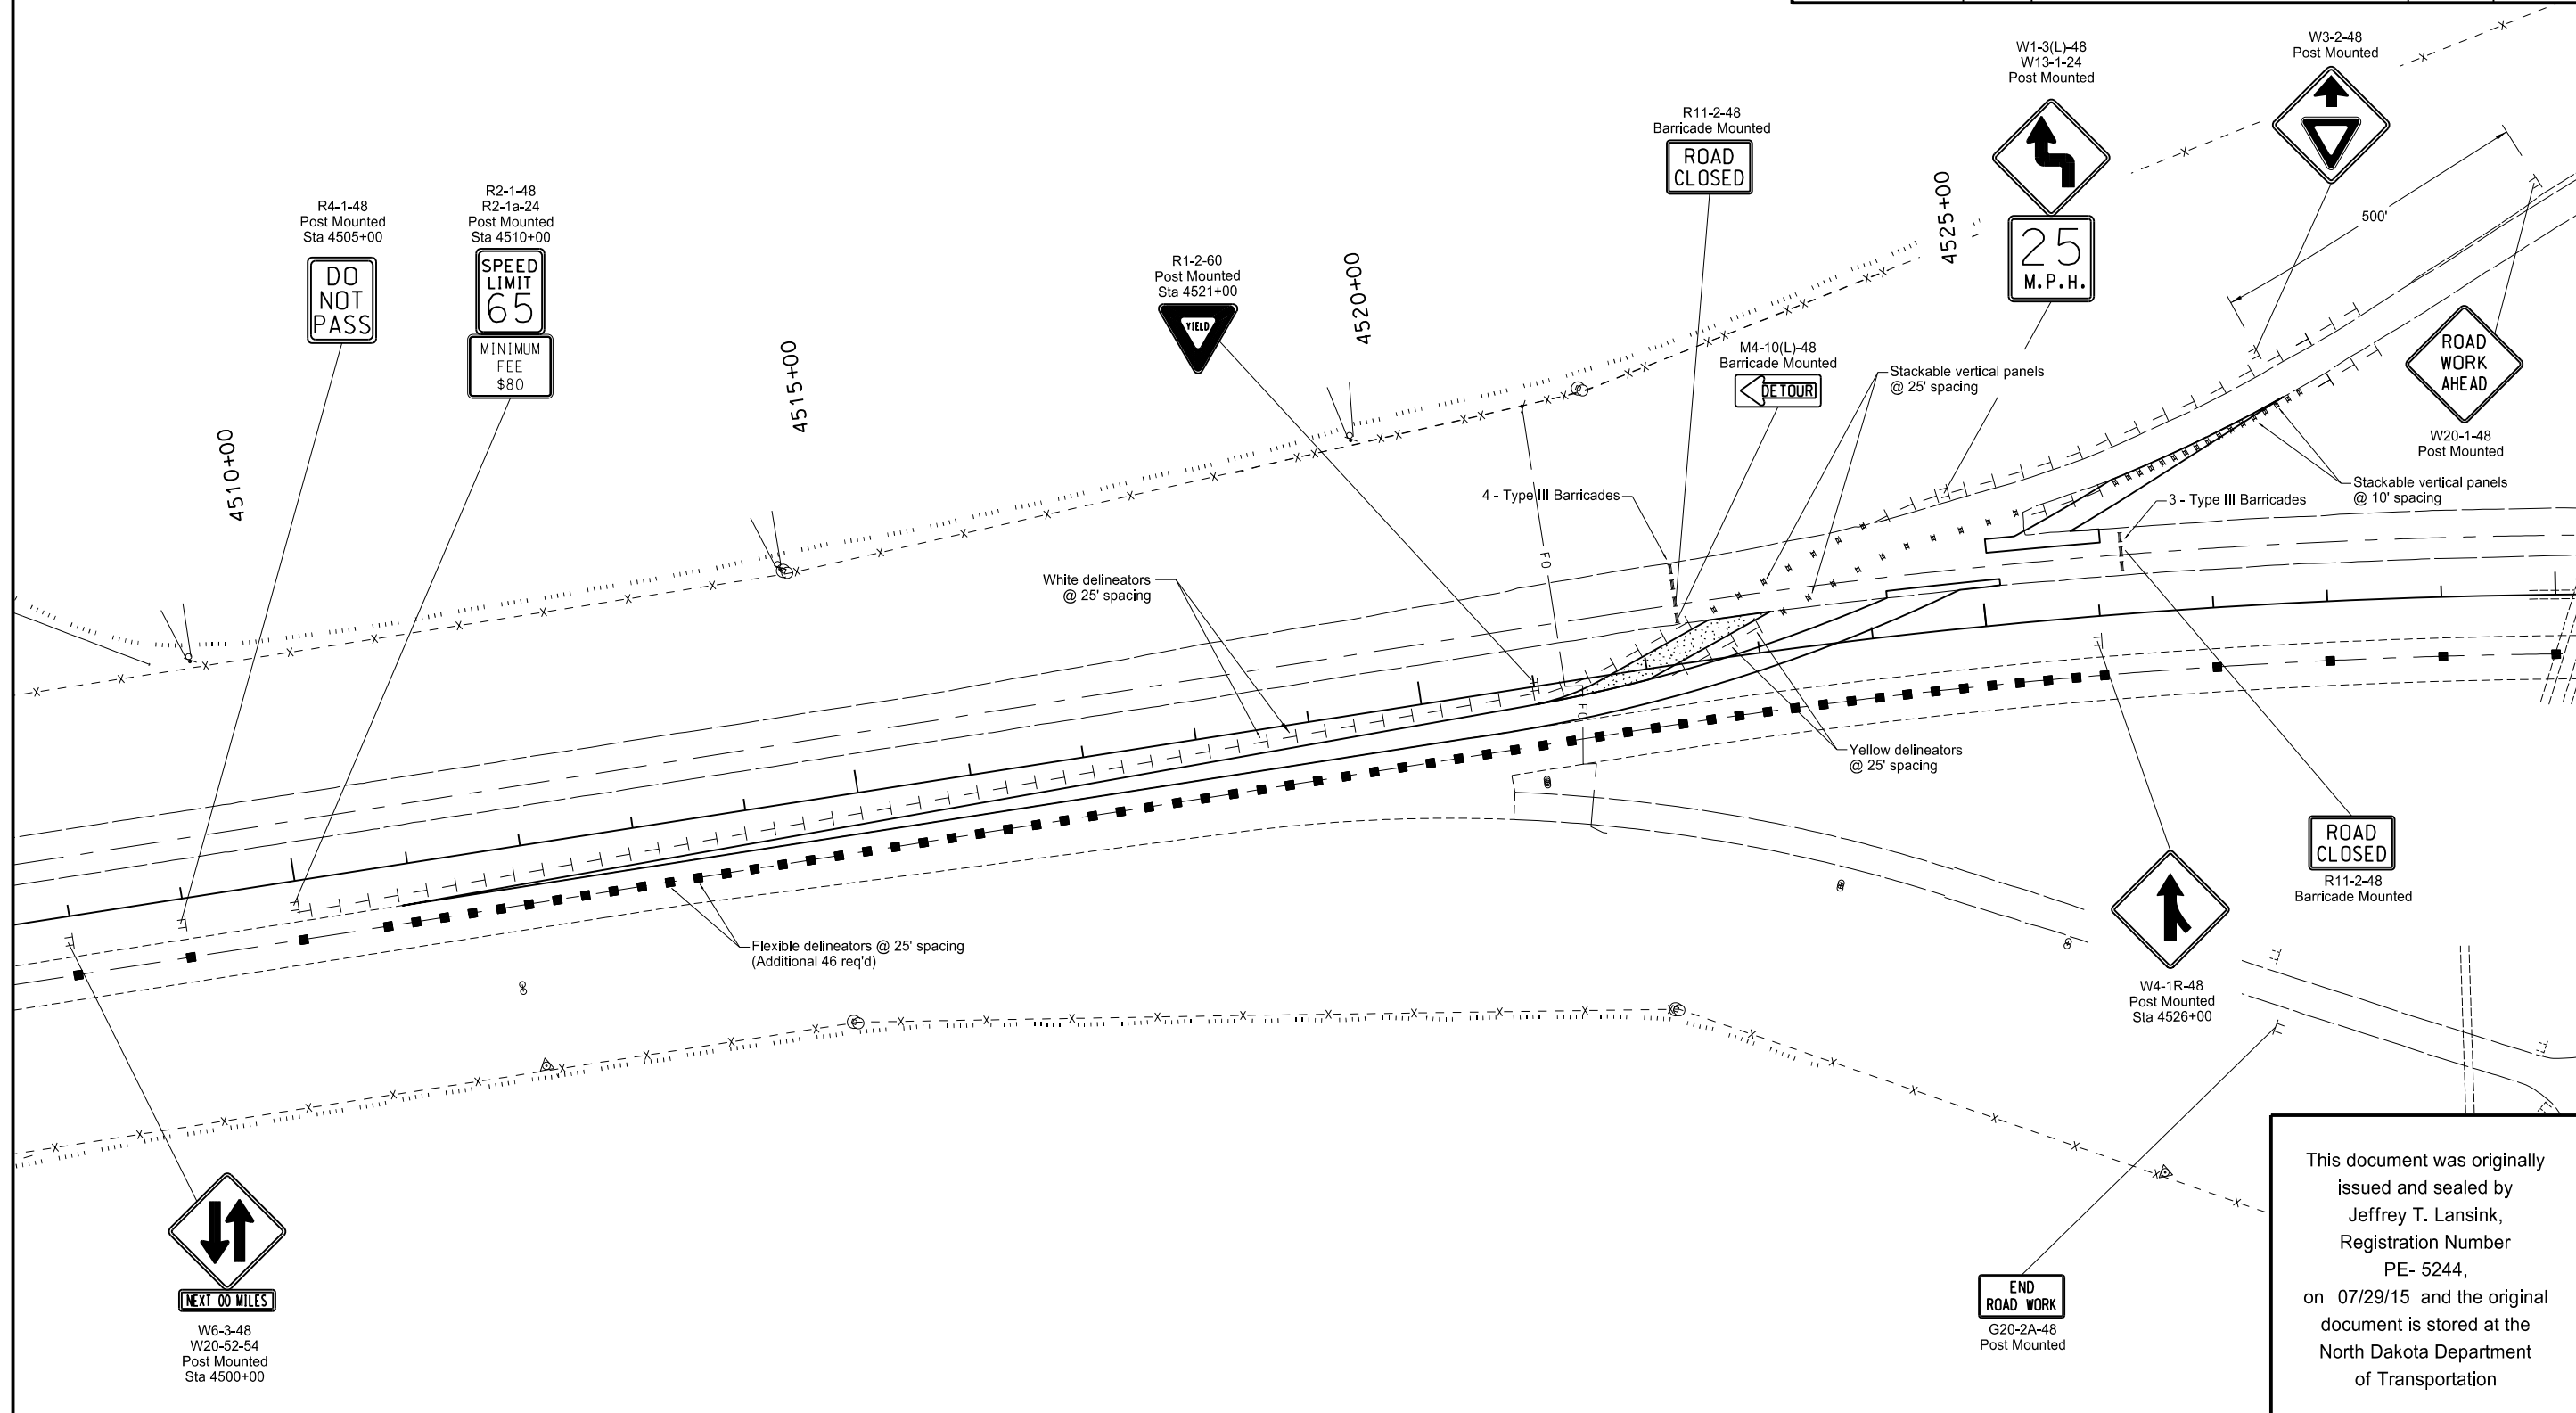 W3-2-48
Post Mounted
W1-3(L)-48
W13-1-24
Post Mounted
25
M.P.H.
R11-2-48
Barricade Mounted
ROAD
CLOSED
R4-1-48
Post Mounted
Sta 4505+00
DO
NOT
PASS
R2-1-48
R2-1a-24
Post Mounted
Sta 4510+00
SPEED
LIMIT
65
MINIMUM
FEE
$80
R1-2-60
Post Mounted
Sta 4521+00
YIELD
4510+00
4515+00
4520+00
4525+00
500'
M4-10(L)-48
Barricade Mounted
DETOUR
Stackable vertical panels
@ 25' spacing
ROAD
WORK
AHEAD
W20-1-48
Post Mounted
Stackable vertical panels
@ 10' spacing
4 - Type III Barricades
3 - Type III Barricades
FO
FO
White delineators
@ 25' spacing
Yellow delineators
@ 25' spacing
Flexible delineators @ 25' spacing
(Additional 46 req'd)
ROAD
CLOSED
R11-2-48
Barricade Mounted
W4-1R-48
Post Mounted
Sta 4526+00
END
ROAD WORK
G20-2A-48
Post Mounted
NEXT 00 MILES
W6-3-48
W20-52-54
Post Mounted
Sta 4500+00
This document was originally
issued and sealed by
Jeffrey T. Lansink,
Registration Number
PE- 5244,
on 07/29/15 and the original
document is stored at the
North Dakota Department
of Transportation